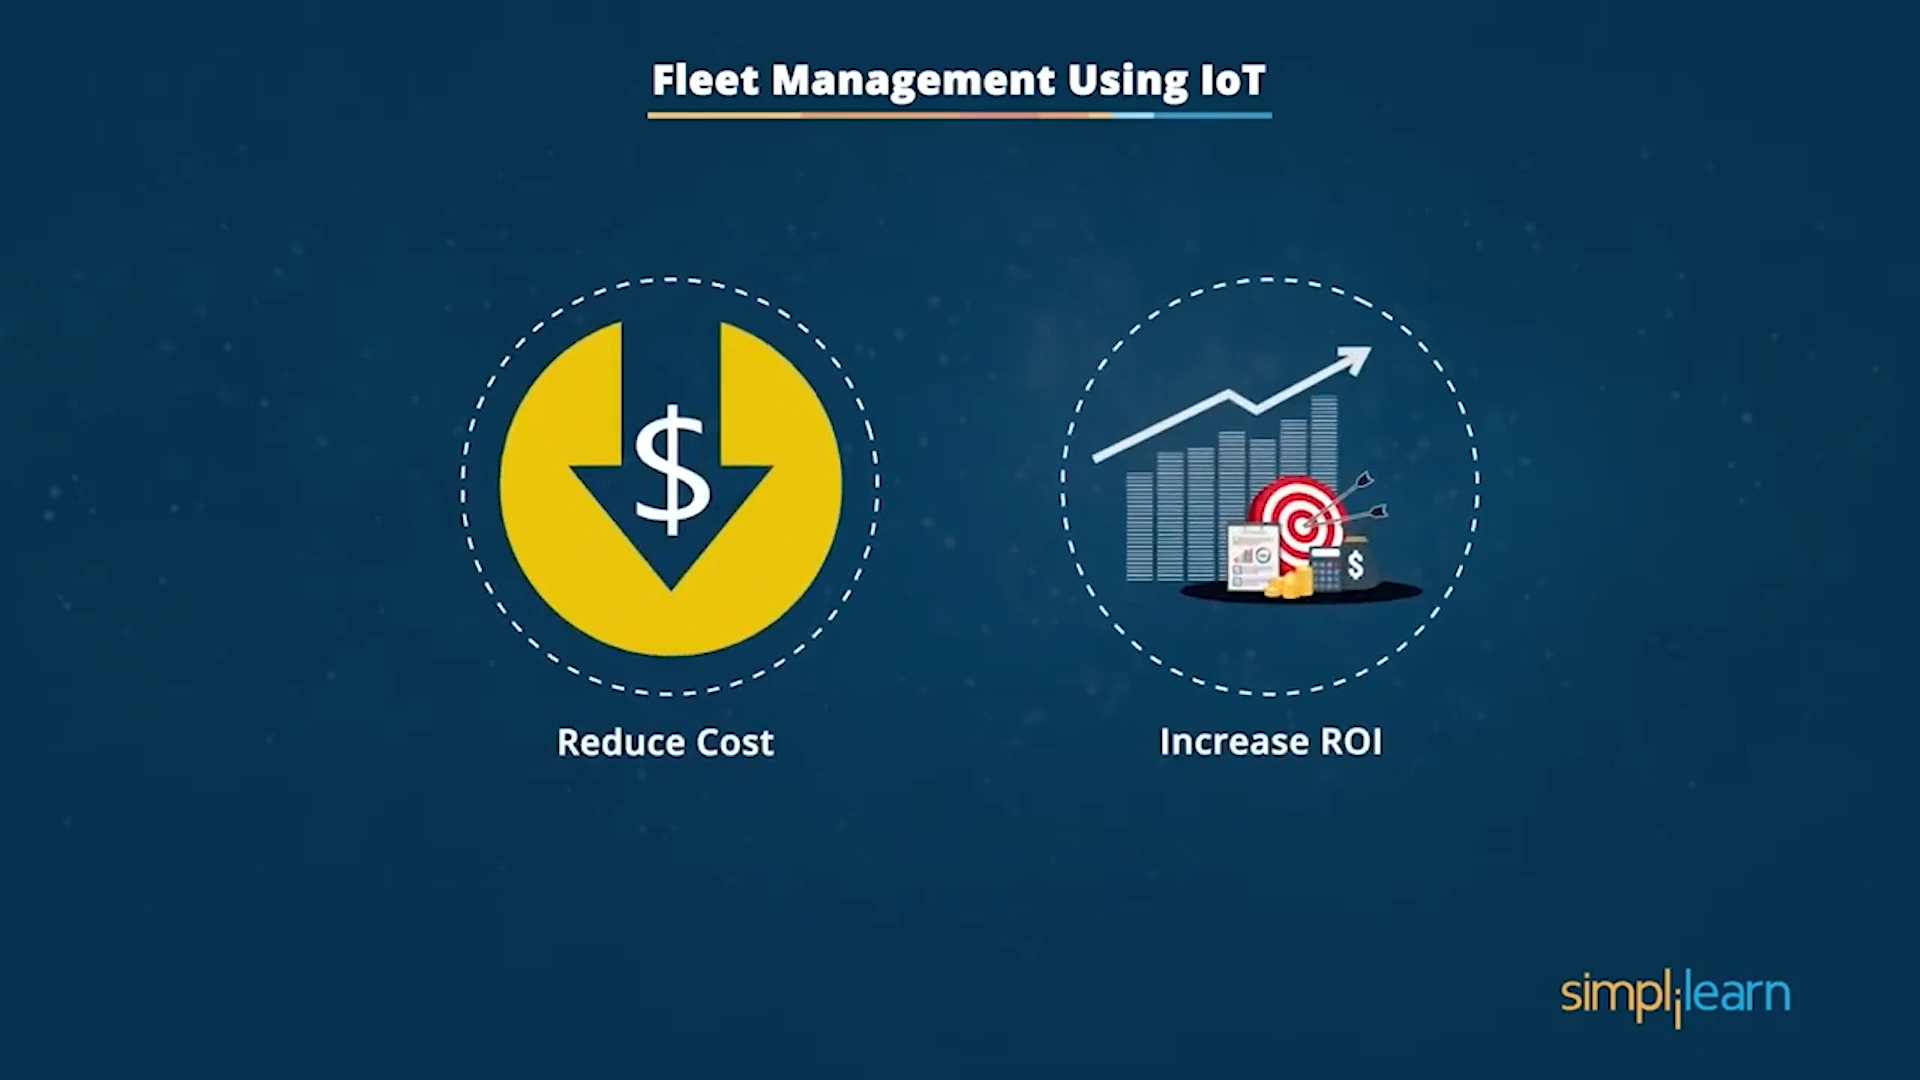 Fleet Management Using IoT
$
$
Reduce Cost
Increase ROI
simplilearn